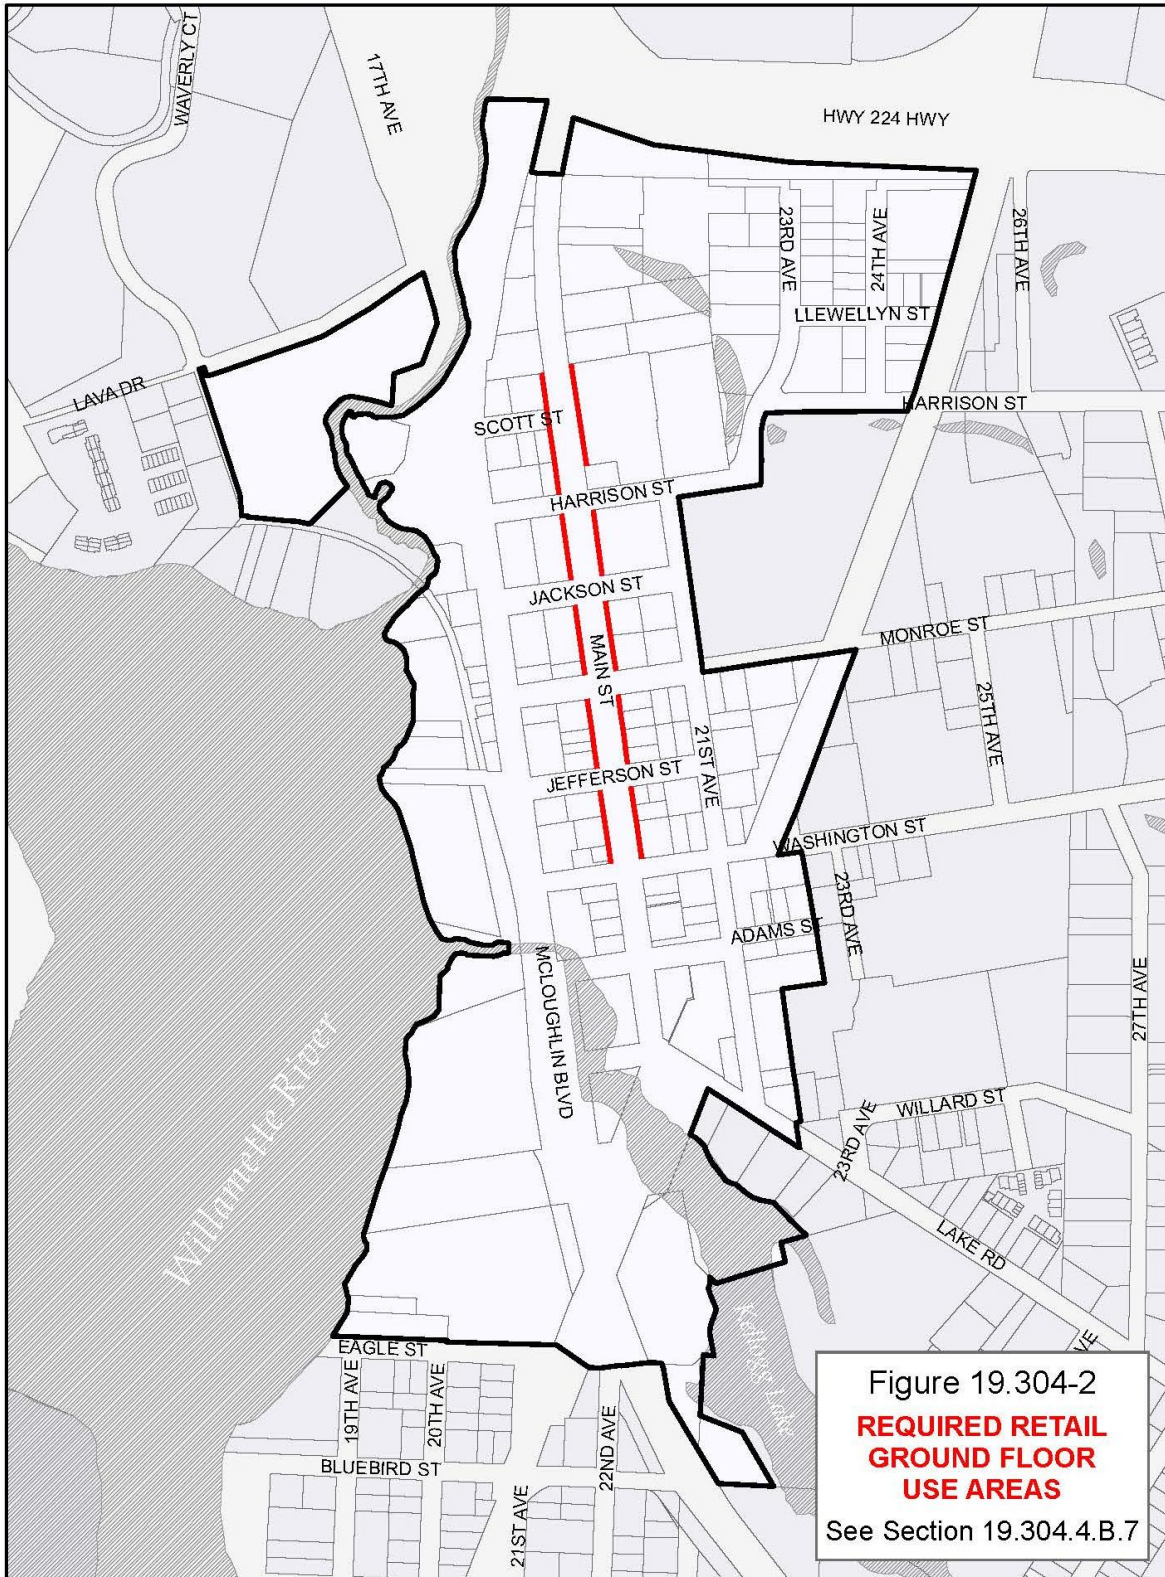 WAVERLY CT
17TH AVE
HWY 224 HWY
23RD AVE
24TH AVE
26TH AVE
LLEWELLYN ST
LAVA DR
HARRISON ST
SCOTT ST
HARRISON ST
JACKSON ST
MONROE ST
MAIN ST
25TH AVE
21ST AVE
JEFFERSON ST
WASHINGTON ST
23RD AVE
ADAMS ST
MCLOUGHLIN BLVD
27TH AVE
Willamette River
WILLARD ST
23RD AVE
LAKE RD
Kellogg Lake
EAGLE ST
19TH AVE
20TH AVE
22ND AVE
BLUEBIRD ST
21ST AVE
VE
Figure 19.304-2
REQUIRED RETAIL
GROUND FLOOR
USE AREAS
See Section 19.304.4.B.7